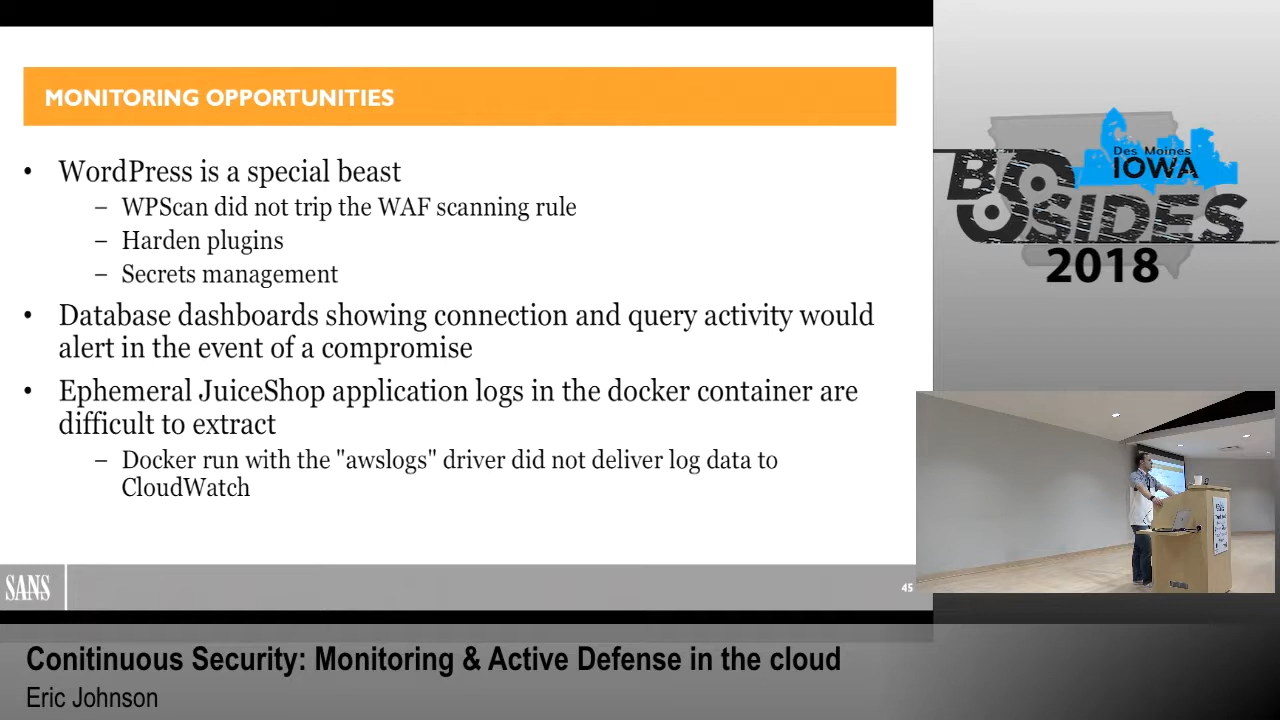 MONITORING OPPORTUNITIES
• WordPress is a special beast
– WPScan did not trip the WAF scanning rule
– Harden plugins
– Secrets management
• Database dashboards showing connection and query activity would
alert in the event of a compromise
• Ephemeral JuiceShop application logs in the docker container are
difficult to extract
– Docker run with the "awslogs" driver did not deliver log data to
CloudWatch
SANS
45
Des Moines
IOWA
BSIDES
2018
Conitinuous Security: Monitoring & Active Defense in the cloud
Eric Johnson